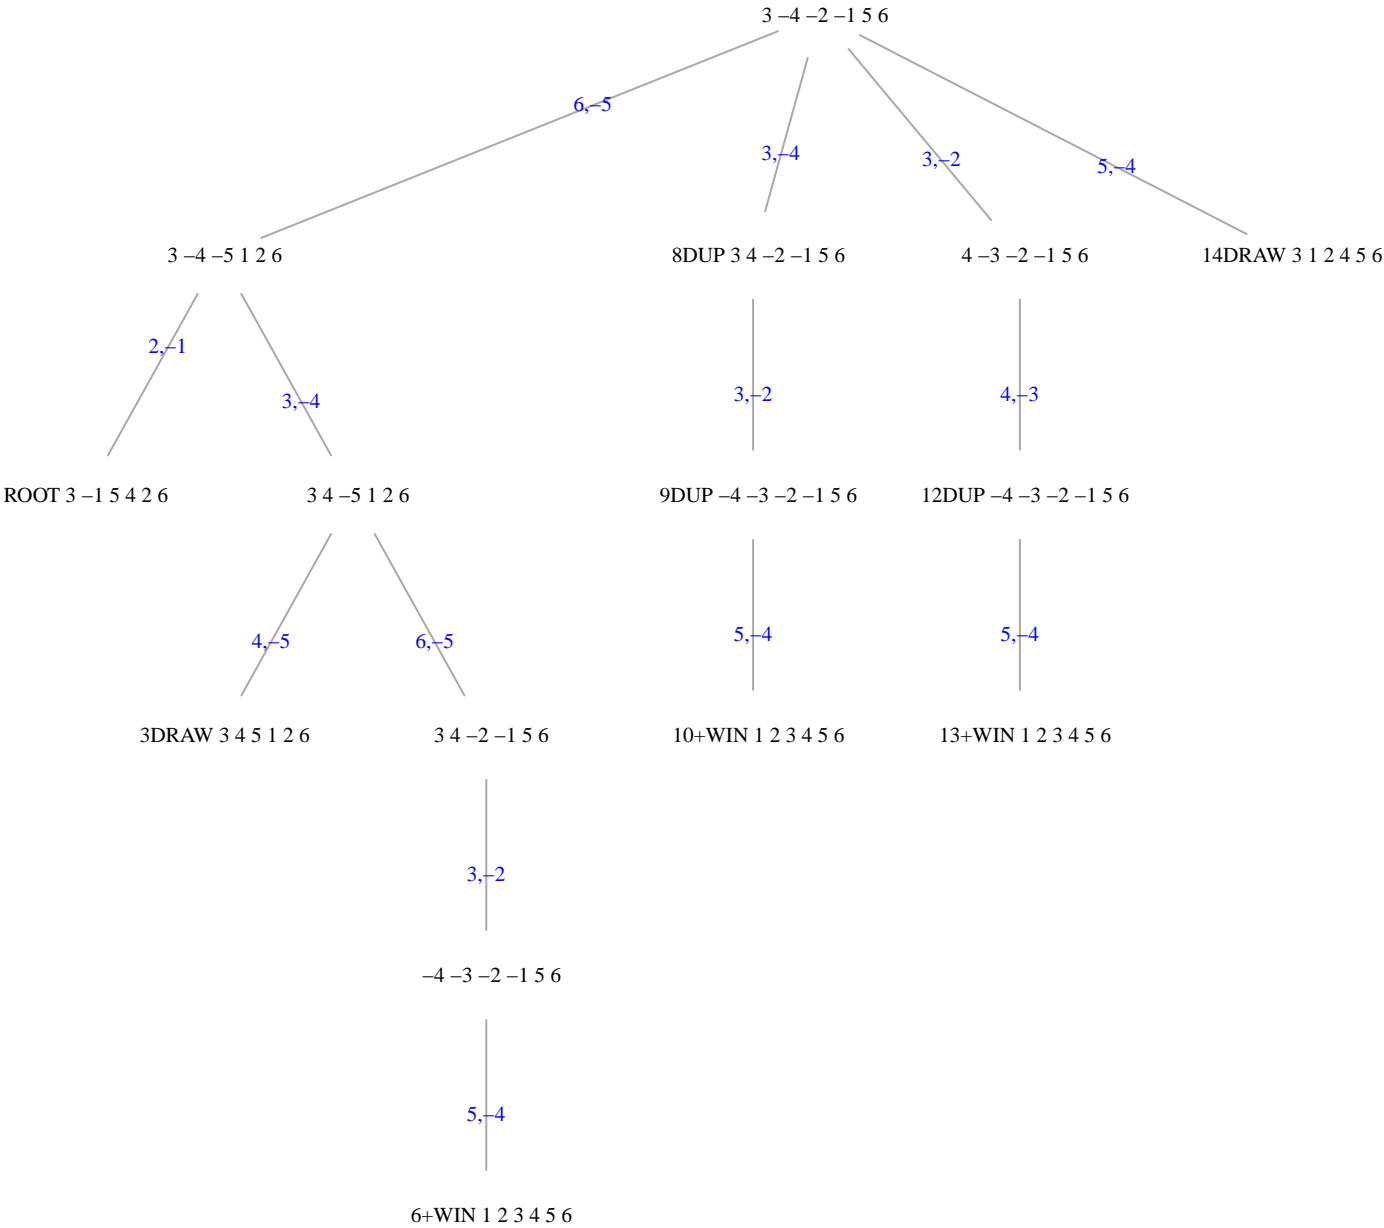 3 –4 –2 –1 5 6
6,–5
3,–4
3,–2
5,–4
3 –4 –5 1 2 6
8DUP 3 4 –2 –1 5 6
4 –3 –2 –1 5 6
14DRAW 3 1 2 4 5 6
2,–1
3,–4
3,–2
4,–3
ROOT 3 –1 5 4 2 6
3 4 –5 1 2 6
9DUP –4 –3 –2 –1 5 6
12DUP –4 –3 –2 –1 5 6
4,–5
6,–5
5,–4
5,–4
3DRAW 3 4 5 1 2 6
3 4 –2 –1 5 6
10+WIN 1 2 3 4 5 6
13+WIN 1 2 3 4 5 6
3,–2
–4 –3 –2 –1 5 6
5,–4
6+WIN 1 2 3 4 5 6